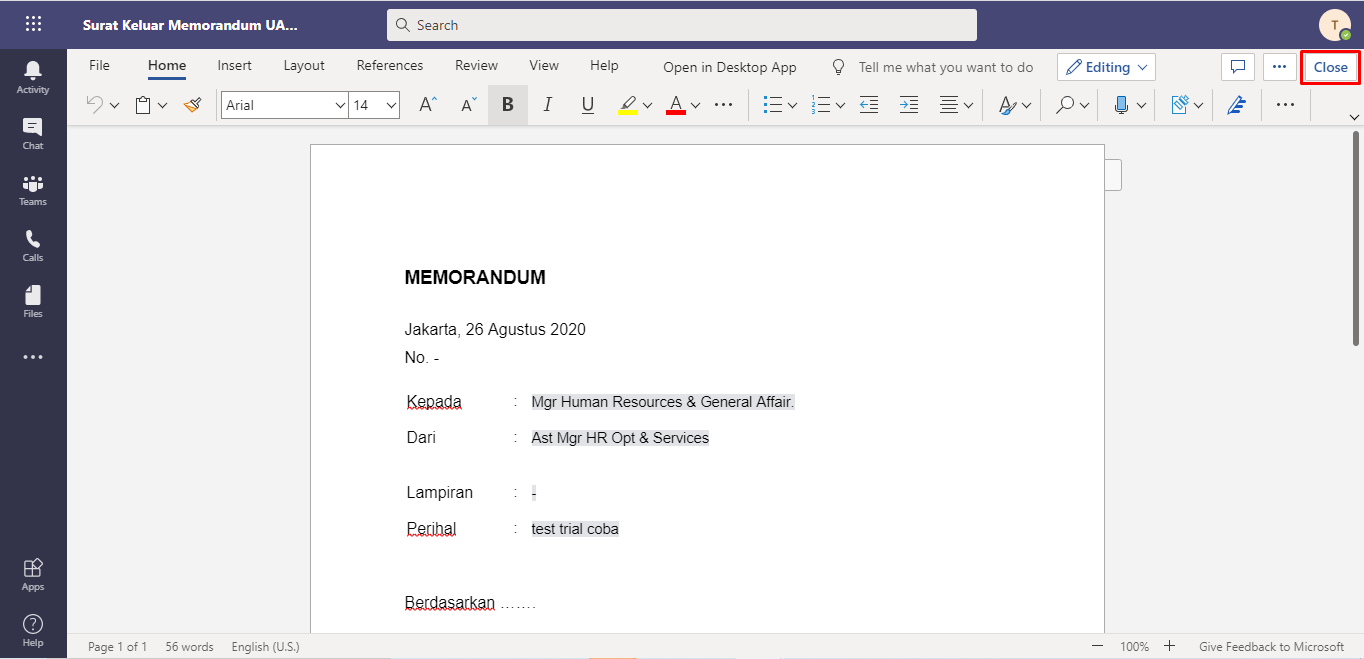 Surat Keluar Memorandum UA...
Search
T
Activity
Chat
Teams
Calls
Files
Apps
Help
File Home Insert Layout References Review View Help Open in Desktop App Tell me what you want to do Editing Close
Arial 14 A A B I U A
MEMORANDUM
Jakarta, 26 Agustus 2020
No. -
Kepada : Mgr Human Resources & General Affair.
Dari : Ast Mgr HR Opt & Services
Lampiran : -
Perihal : test trial coba
Berdasarkan …….
Page 1 of 1 56 words English (U.S.) 100% Give Feedback to Microsoft